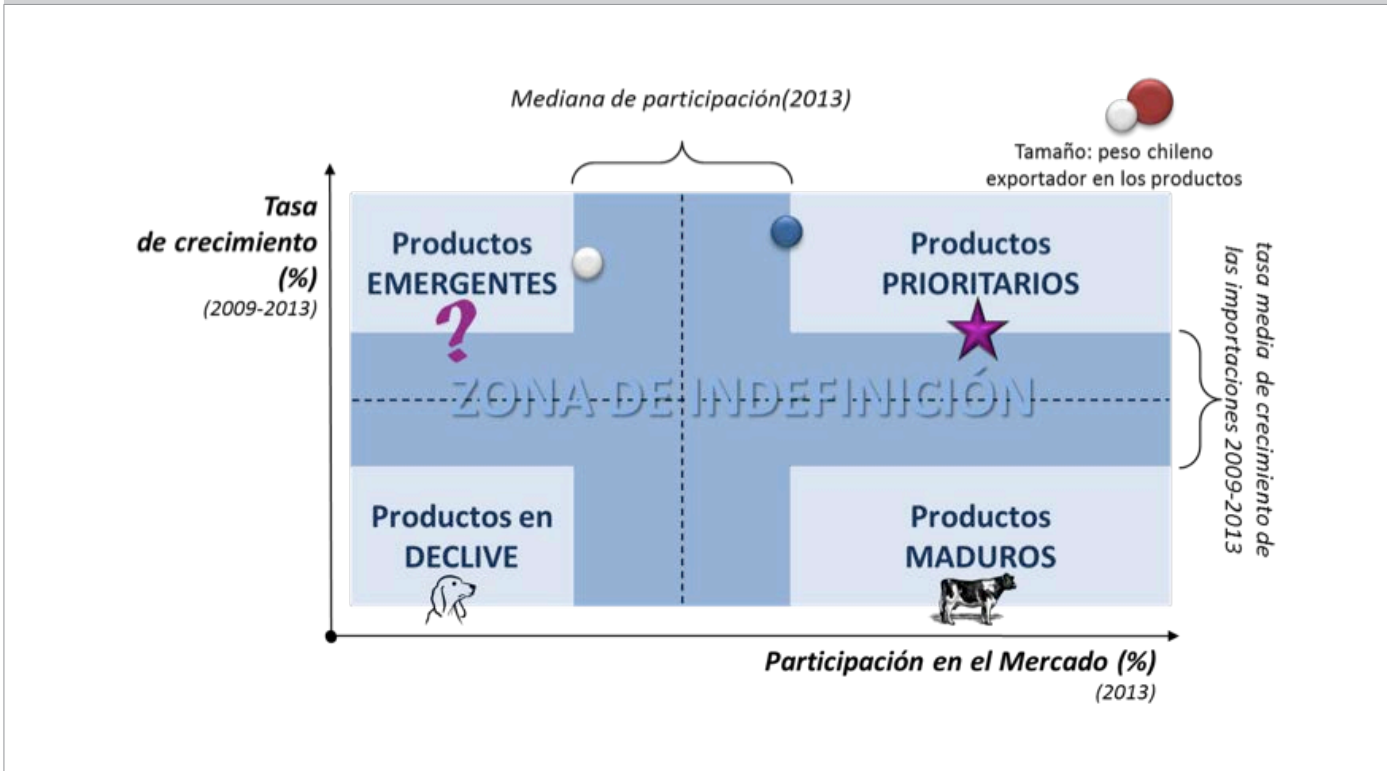 Mediana de participación(2013)
Tamaño: peso chileno
exportador en los productos
Tasa
de crecimiento
(%)
(2009-2013)
Productos
EMERGENTES
?
Productos
PRIORITARIOS
tasa media de crecimiento de
las importaciones 2009-2013
ZONA DE INDEFINICIÓN
Productos en
DECLIVE
Productos
MADUROS
Participación en el Mercado (%)
(2013)